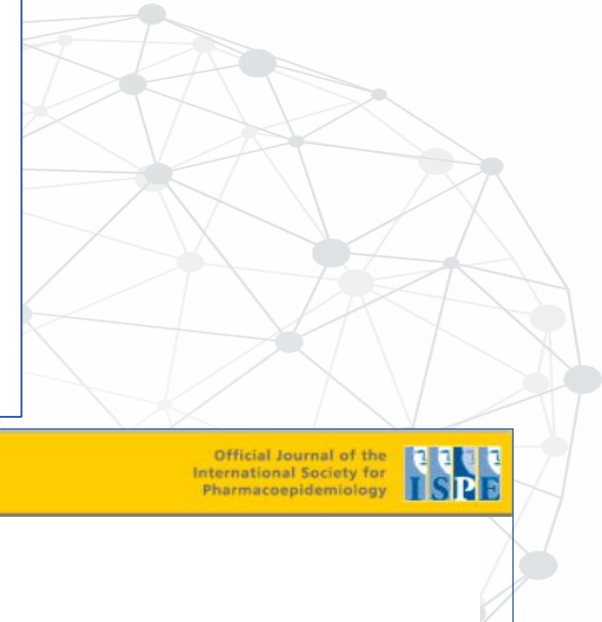 Official Journal of the
International Society for
Pharmacoepidemiology
ISPE